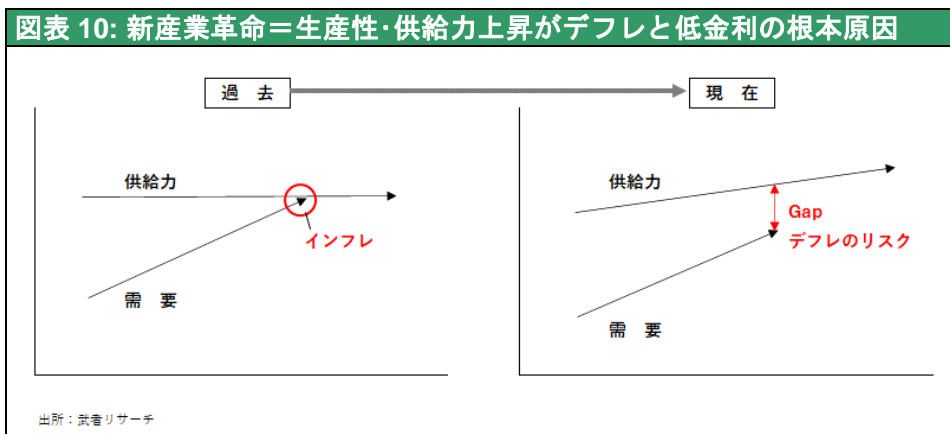 図表 10: 新産業革命＝生産性･供給力上昇がデフレと低金利の根本原因
過　去
現　在
供給力
インフレ
需　要
供給力
Gap
デフレのリスク
需　要
出所：武者リサーチ